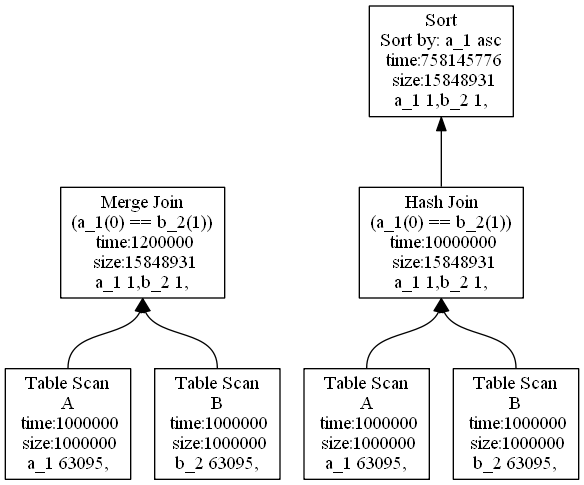 Sort
Sort by: a_1 asc
time:758145776
size:15848931
a_1 1,b_2 1,
Merge Join
(a_1(0) == b_2(1))
time:1200000
size:15848931
a_1 1,b_2 1,
Hash Join
(a_1(0) == b_2(1))
time:10000000
size:15848931
a_1 1,b_2 1,
Table Scan
A
time:1000000
size:1000000
a_1 63095,
Table Scan
B
time:1000000
size:1000000
b_2 63095,
Table Scan
A
time:1000000
size:1000000
a_1 63095,
Table Scan
B
time:1000000
size:1000000
b_2 63095,